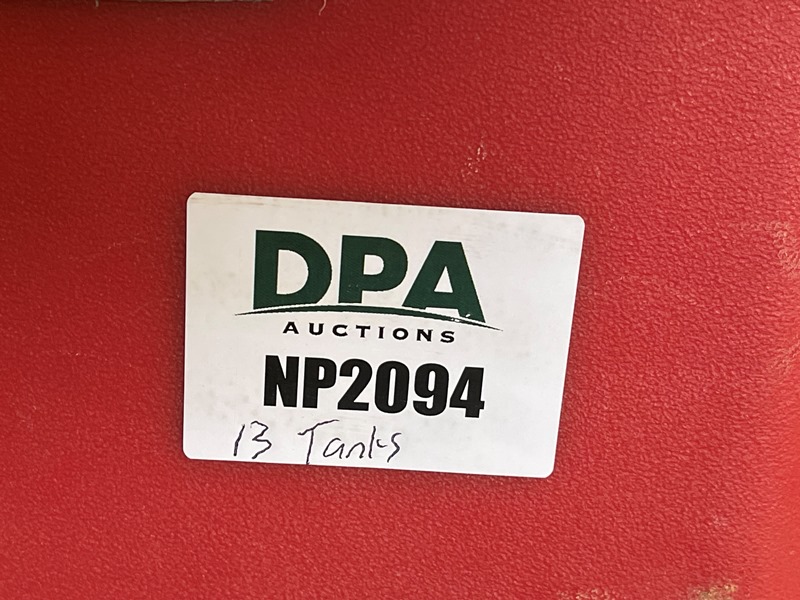 DPA
AUCTIONS
NP2094
13 Tanks